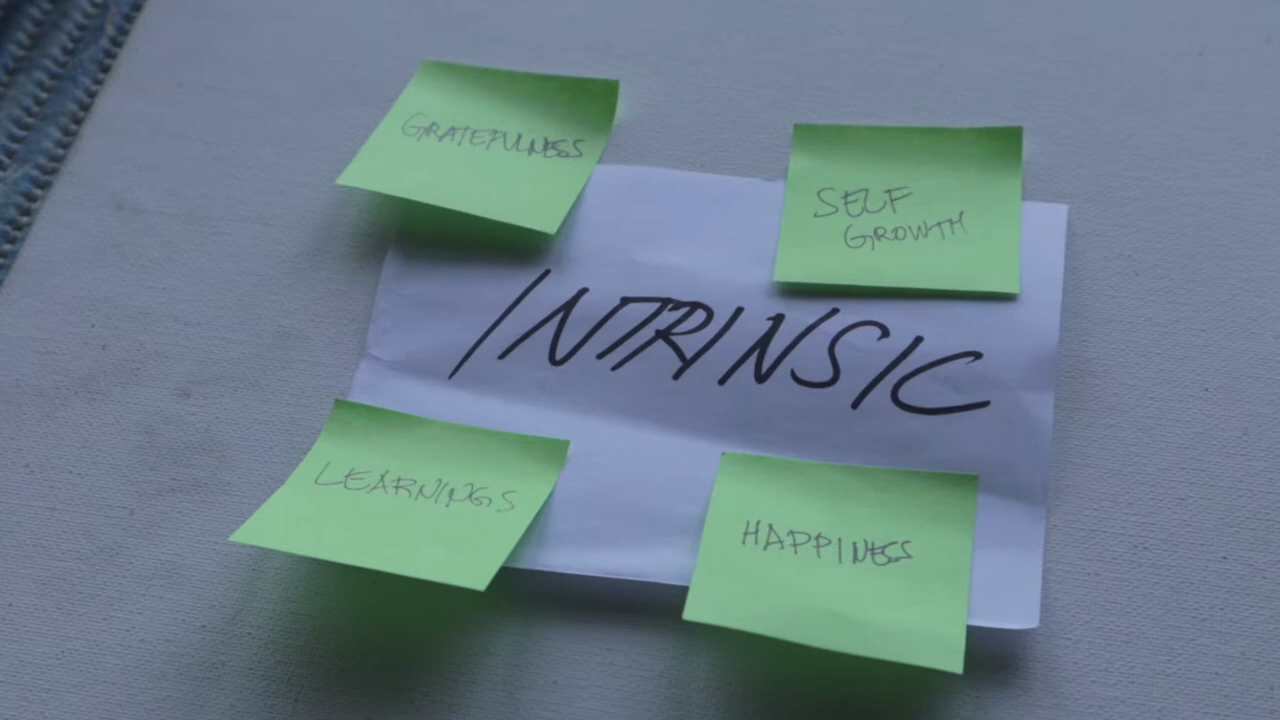 GRATEFULNESS
SELF
GROWTH
INTRINSIC
LEARNINGS
HAPPINESS